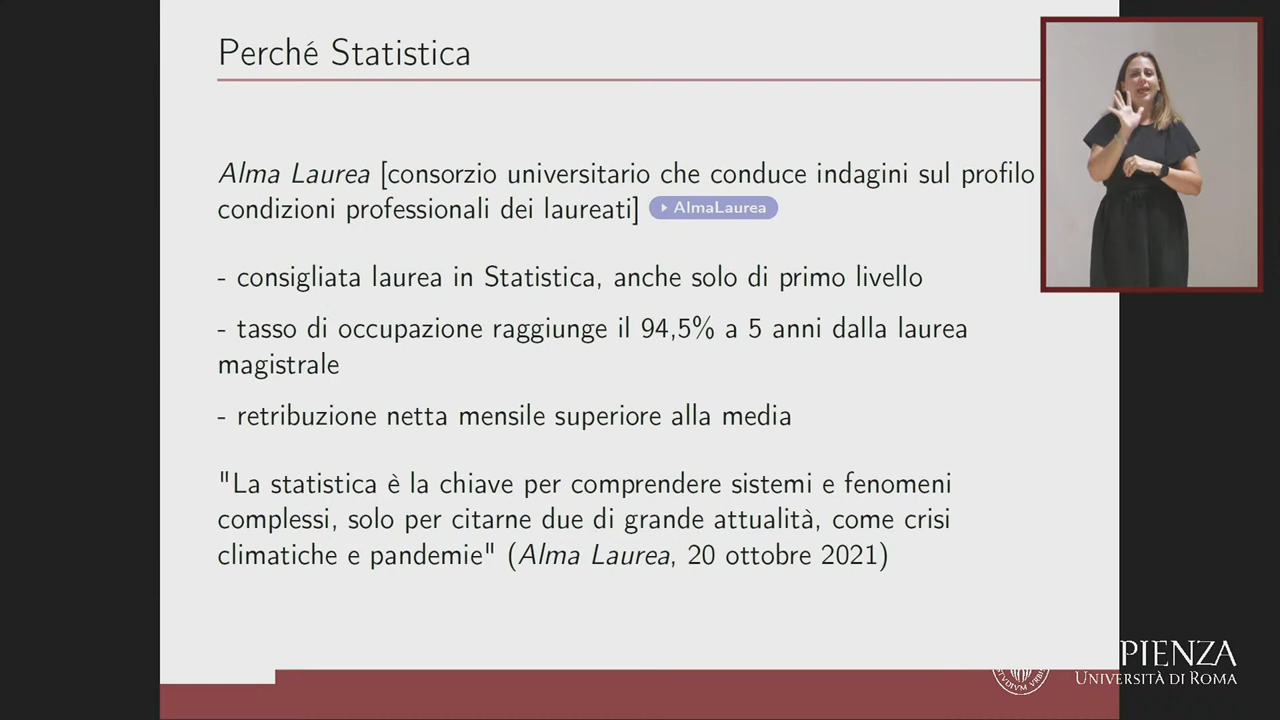 Perché Statistica
Alma Laurea [consorzio universitario che conduce indagini sul profilo
condizioni professionali dei laureati] AlmaLaurea
- consigliata laurea in Statistica, anche solo di primo livello
- tasso di occupazione raggiunge il 94,5% a 5 anni dalla laurea
magistrale
- retribuzione netta mensile superiore alla media
"La statistica è la chiave per comprendere sistemi e fenomeni
complessi, solo per citarne due di grande attualità, come crisi
climatiche e pandemie" (Alma Laurea, 20 ottobre 2021)
PIENZA
UNIVERSITÀ DI ROMA